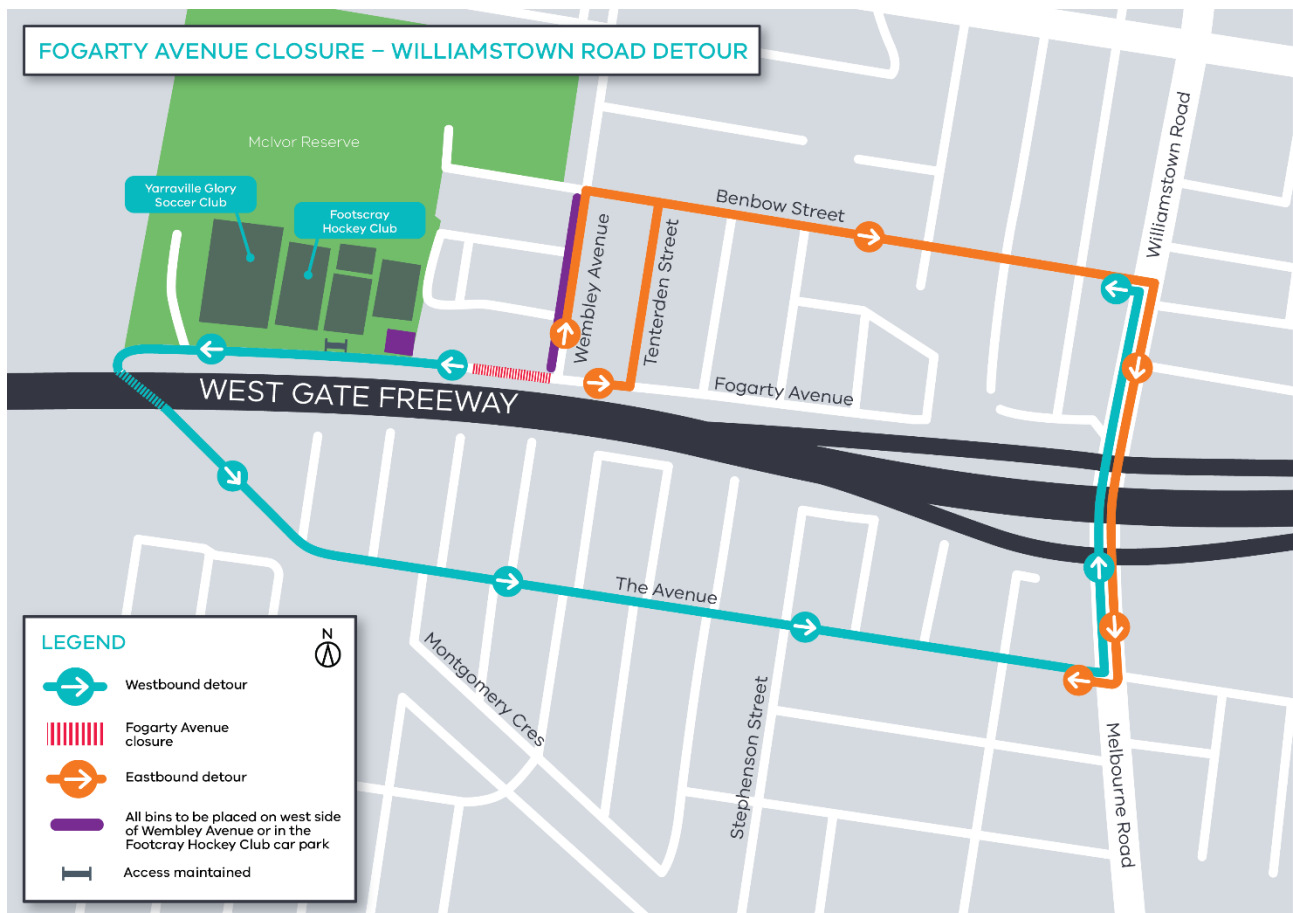 FOGARTY AVENUE CLOSURE – WILLIAMSTOWN ROAD DETOUR
McIvor Reserve
Yarraville Glory
Soccer Club
Footscray
Hockey Club
Williamstown Road
Benbow Street
Wembley Avenue
Tenterden Street
Fogarty Avenue
WEST GATE FREEWAY
The Avenue
Montgomery Cres
Stephenson Street
Melbourne Road
LEGEND
N
Westbound detour
Fogarty Avenue
closure
Eastbound detour
All bins to be placed on west side
of Wembley Avenue or in the
Footcray Hockey Club car park
Access maintained